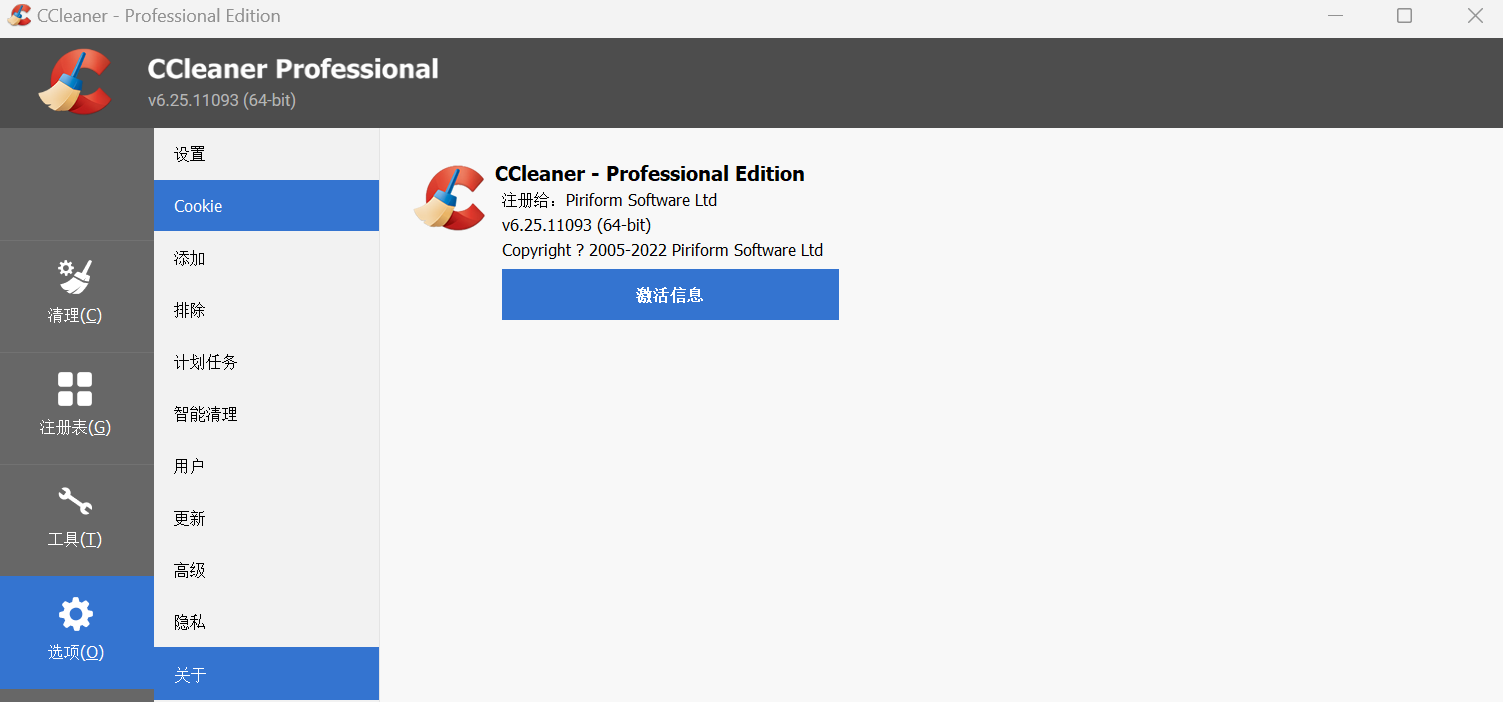 CCleaner - Professional Edition
CCleaner Professional
v6.25.11093 (64-bit)
清理(C)
注册表(G)
工具(T)
选项(O)
设置
Cookie
添加
排除
计划任务
智能清理
用户
更新
高级
隐私
关于
CCleaner - Professional Edition
注册给：Piriform Software Ltd
v6.25.11093 (64-bit)
Copyright ? 2005-2022 Piriform Software Ltd
激活信息